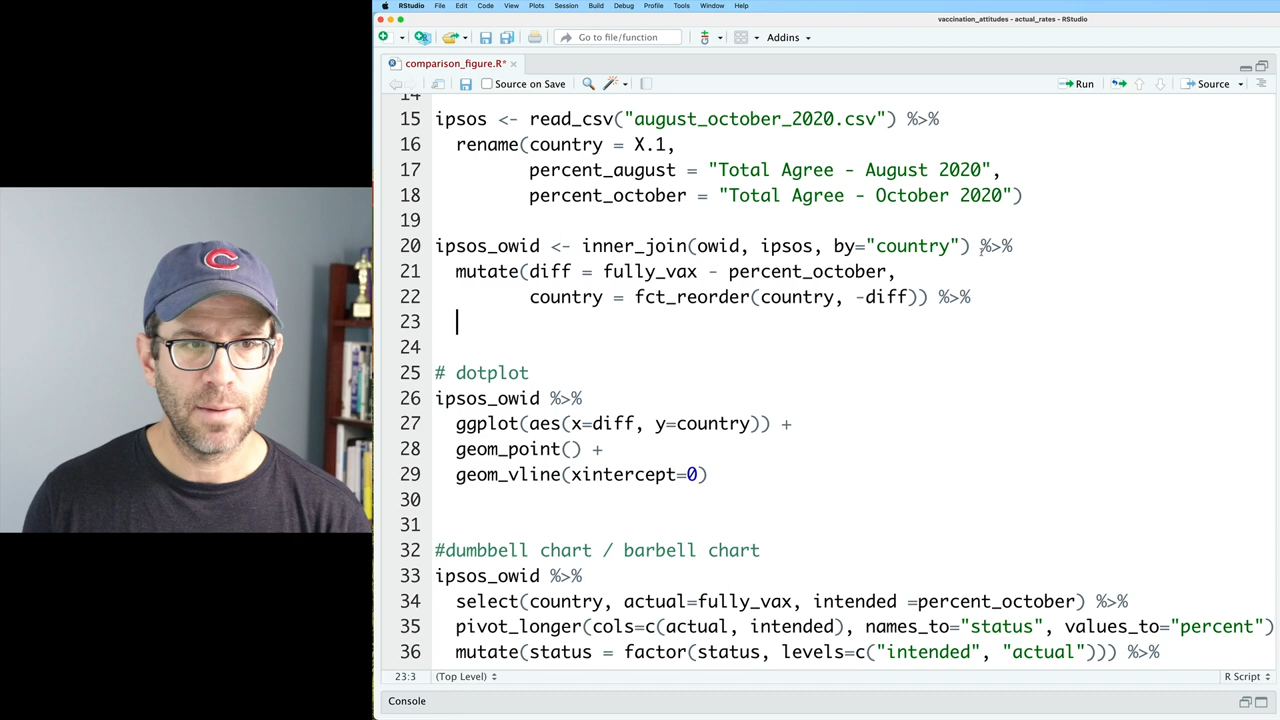 RStudio File Edit Code View Plots Session Build Debug Profile Tools Window Help
vaccination_attitudes - actual_rates - RStudio
Go to file/function Addins
comparison_figure.R*
Source on Save Run Source
14
15 ipsos <- read_csv("august_october_2020.csv") %>%
16 rename(country = X.1,
17 percent_august = "Total Agree - August 2020",
18 percent_october = "Total Agree - October 2020")
19
20 ipsos_owid <- inner_join(owid, ipsos, by="country") %>%
21 mutate(diff = fully_vax - percent_october,
22 country = fct_reorder(country, -diff)) %>%
23
24
25 # dotplot
26 ipsos_owid %>%
27 ggplot(aes(x=diff, y=country)) +
28 geom_point() +
29 geom_vline(xintercept=0)
30
31
32 #dumbbell chart / barbell chart
33 ipsos_owid %>%
34 select(country, actual=fully_vax, intended =percent_october) %>%
35 pivot_longer(cols=c(actual, intended), names_to="status", values_to="percent")
36 mutate(status = factor(status, levels=c("intended", "actual"))) %>%
23:3 (Top Level) R Script
Console
C